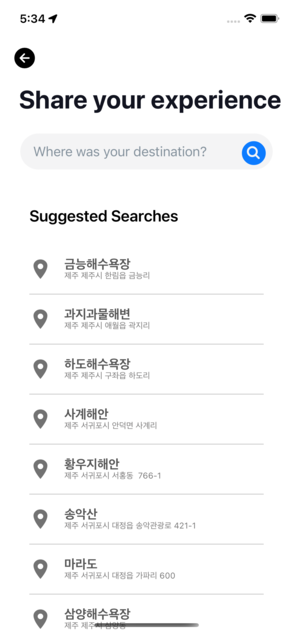 5:34
Share your experience
Where was your destination?
Suggested Searches
금능해수욕장
제주 제주시 한림읍 금능리
과지과물해변
제주 제주시 애월읍 곽지리
하도해수욕장
제주 제주시 구좌읍 하도리
사계해안
제주 서귀포시 안덕면 사계리
황우지해안
제주 서귀포시 서홍동 766-1
송악산
제주 서귀포시 대정읍 송악관광로 421-1
마라도
제주 서귀포시 대정읍 가파리 600
삼양해수욕장
제주 제주시 삼양동